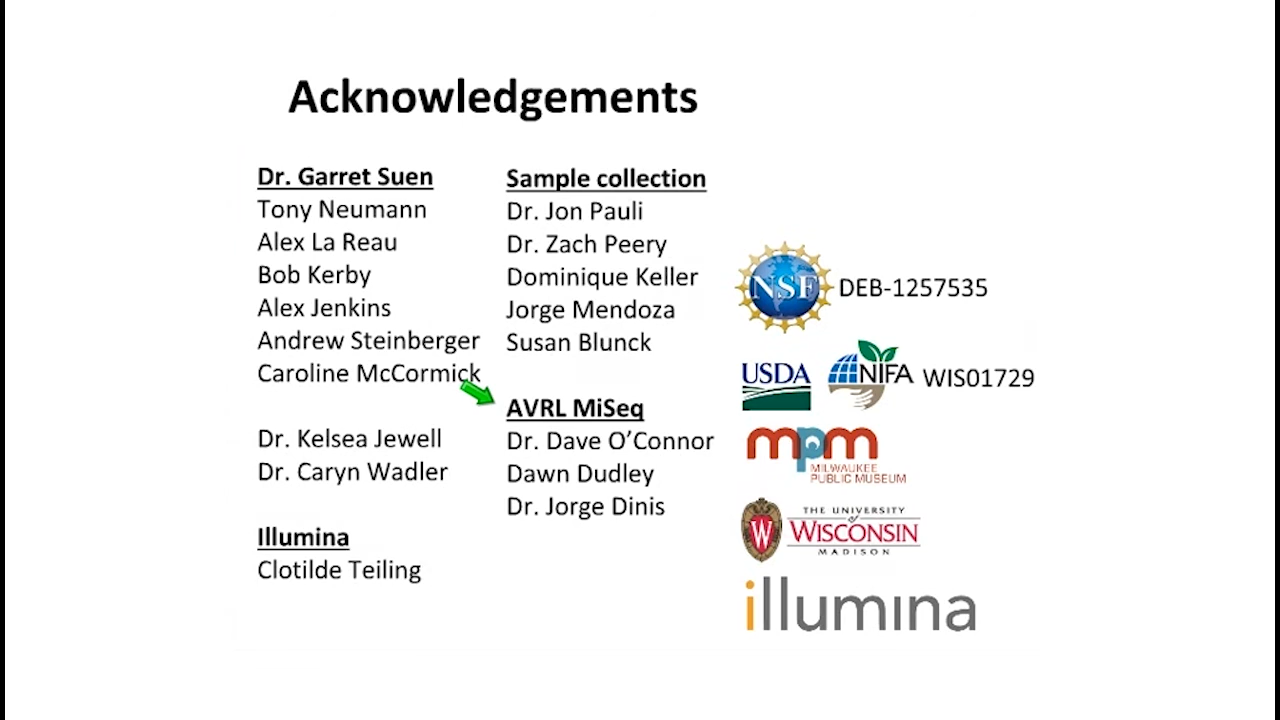 Acknowledgements
Dr. Garret Suen
Tony Neumann
Alex La Reau
Bob Kerby
Alex Jenkins
Andrew Steinberger
Caroline McCormick
Dr. Kelsea Jewell
Dr. Caryn Wadler
Illumina
Clotilde Teiling
Sample collection
Dr. Jon Pauli
Dr. Zach Peery
Dominique Keller
Jorge Mendoza
Susan Blunck
AVRL MiSeq
Dr. Dave O’Connor
Dawn Dudley
Dr. Jorge Dinis
NSF DEB-1257535
USDA NIFA WIS01729
mpm
MILWAUKEE
PUBLIC MUSEUM
W
THE UNIVERSITY
of
WISCONSIN
MADISON
illumina